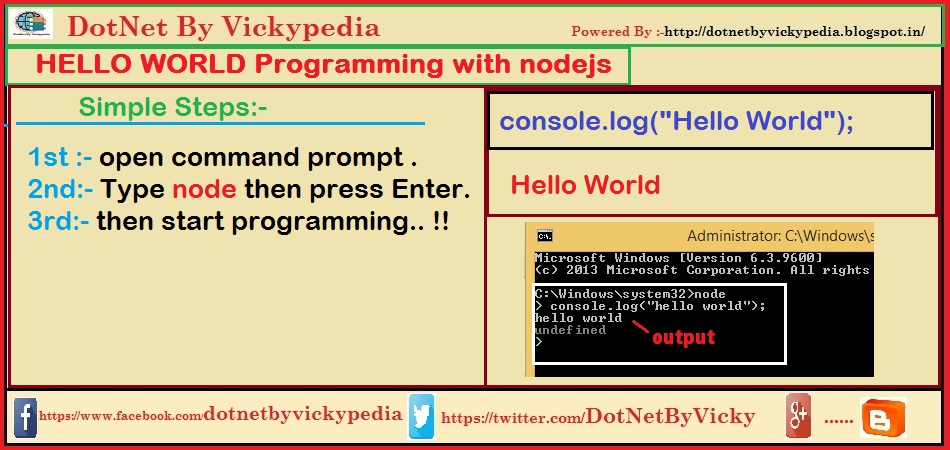 DotNet By Vickypedia
Powered By :-http://dotnetbyvickypedia.blogspot.in/
HELLO WORLD Programming with nodejs
Simple Steps:-
1st :- open command prompt .
2nd:- Type node then press Enter.
3rd:- then start programming.. !!
console.log("Hello World");
Hello World
Administrator: C:\Windows\s
Microsoft Windows [Version 6.3.9600]
(c) 2013 Microsoft Corporation. All rights
C:\Windows\system32>node
> console.log("hello world");
hello world
undefined
>
output
https://www.facebook.com/dotnetbyvickypedia
https://twitter.com/DotNetByVicky
......